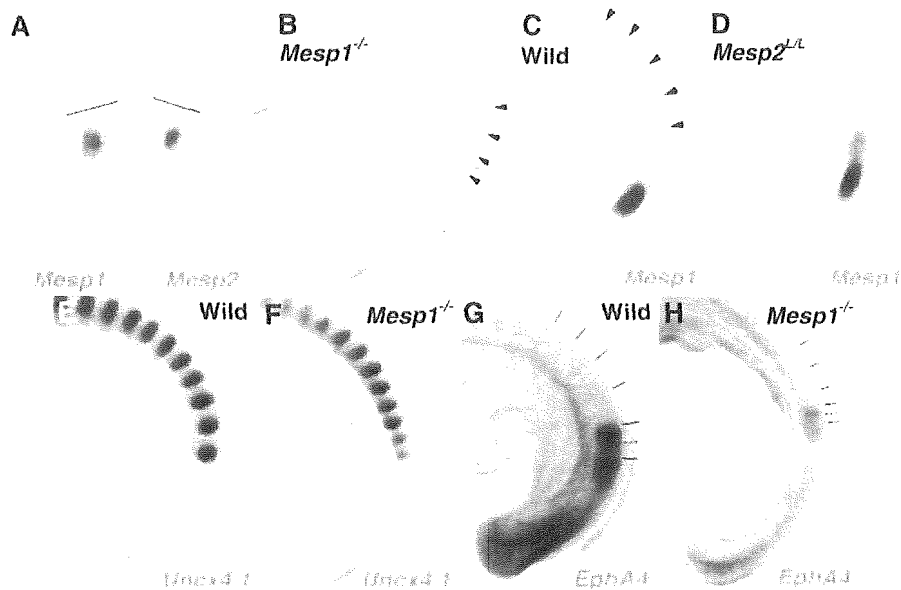 A
B
Mesp1-/-
C
Wild
D
Mesp2L/L
Mesp1
Mesp2
Mesp1
Mesp1
E
Wild
F
Mesp1-/-
G
Wild
H
Mesp1-/-
Uncx4.1
Uncx4.1
EphA4
EphA4